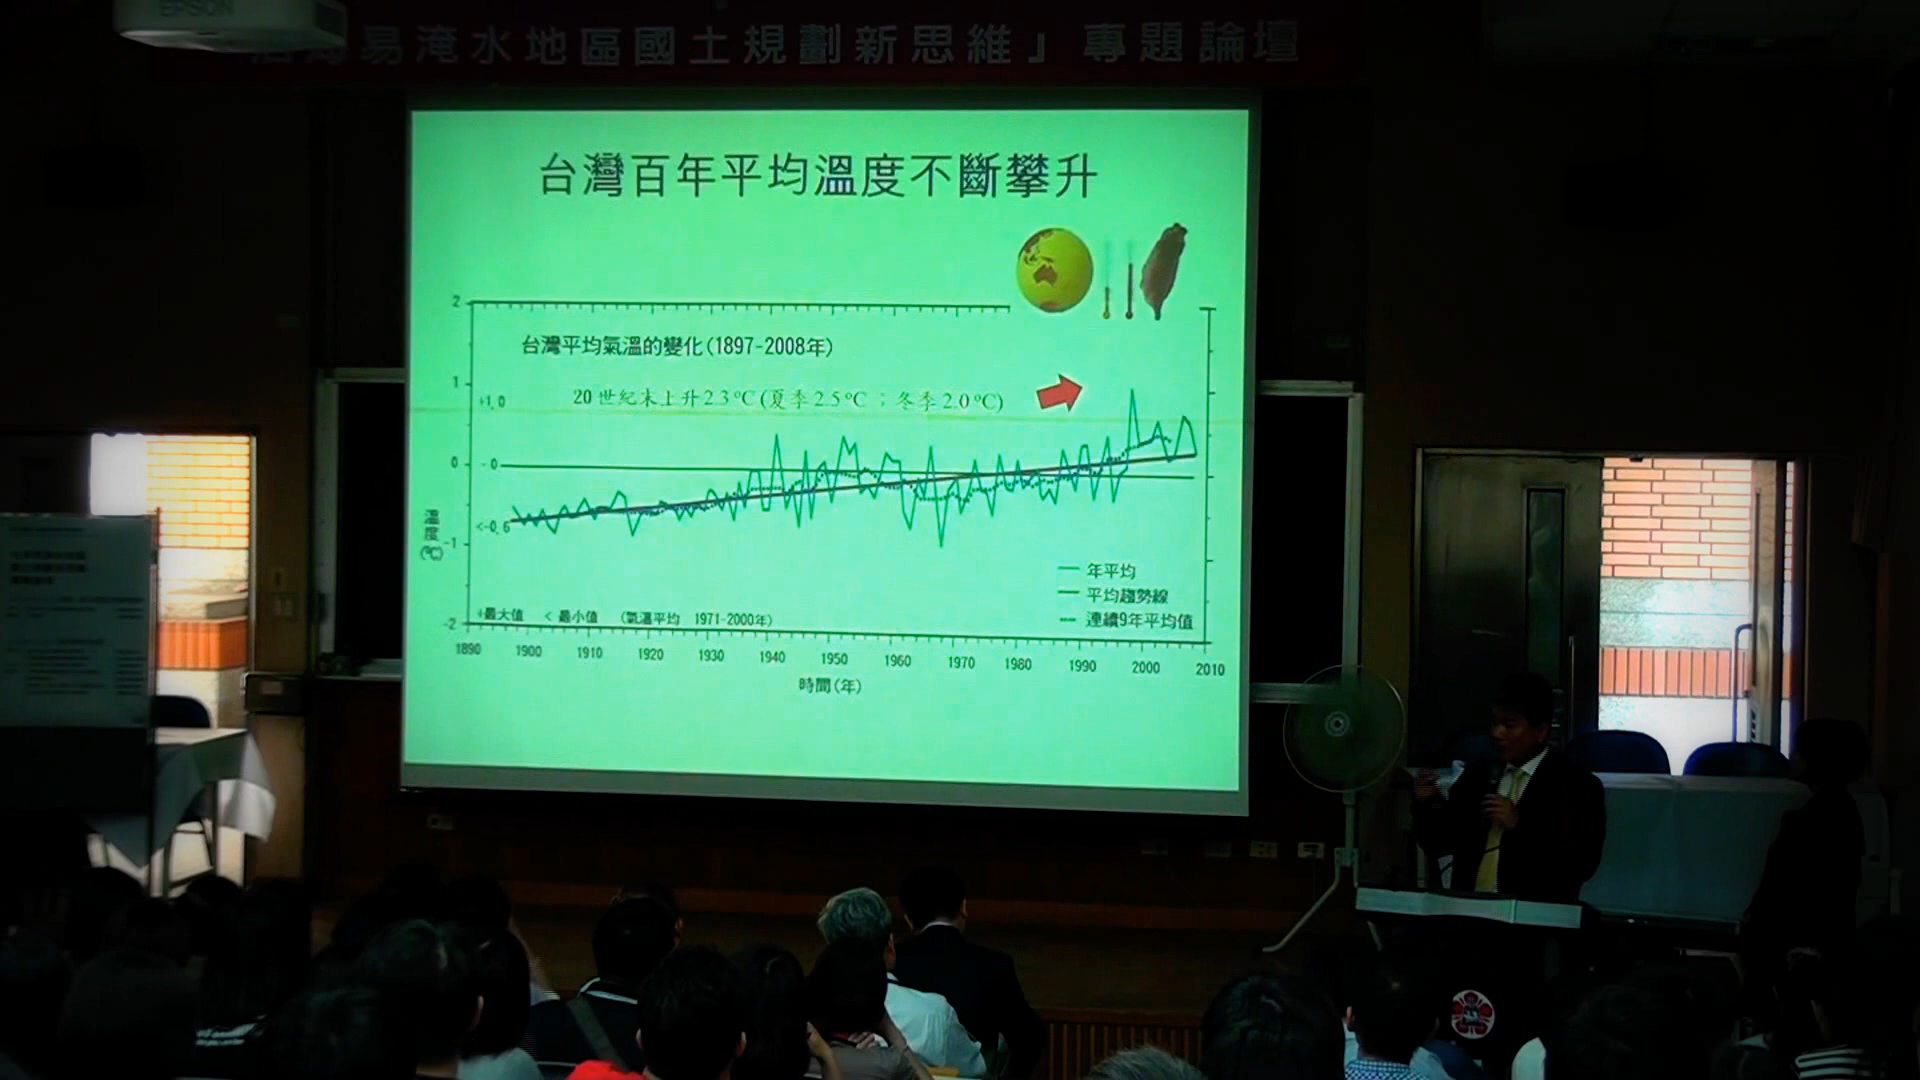 EPSON
易淹水地區國土規劃新思維」專題論壇
台灣百年平均溫度不斷攀升
台灣平均氣溫的變化(1897-2008年)
20 世紀末上升2.3℃(夏季2.5℃ ; 冬季2.0℃)
2
1
0
-1
-2
+1.0
-0
<-0.6
溫度(℃)
年平均
平均趨勢線
連續9年平均值
+最大值 < 最小值 (氣溫平均 1971-2000年)
1890 1900 1910 1920 1930 1940 1950 1960 1970 1980 1990 2000 2010
時間(年)